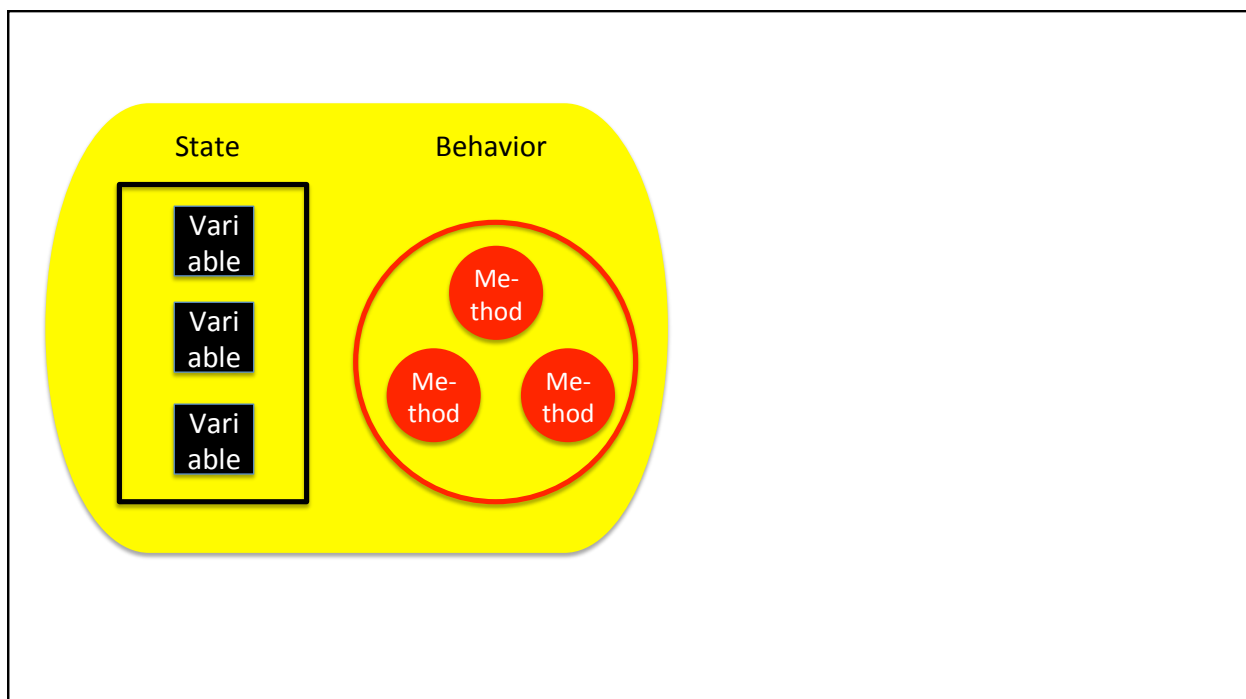 State
Behavior
Vari
able
Vari
able
Vari
able
Me-
thod
Me-
thod
Me-
thod